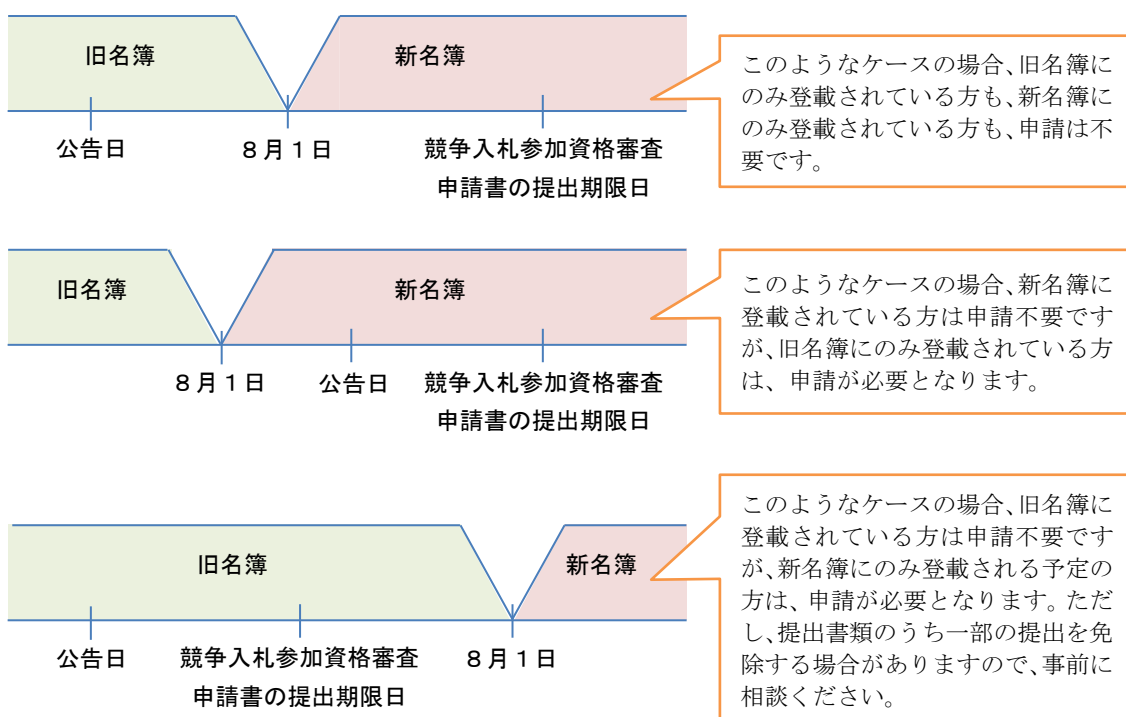 旧名簿
新名簿
公告日
８月１日
競争入札参加資格審査
申請書の提出期限日
このようなケースの場合、旧名簿に
のみ登載されている方も、新名簿に
のみ登載されている方も、申請は不
要です。
旧名簿
新名簿
８月１日
公告日
競争入札参加資格審査
申請書の提出期限日
このようなケースの場合、新名簿に
登載されている方は申請不要です
が、旧名簿にのみ登載されている方
は、申請が必要となります。
旧名簿
新名簿
公告日
競争入札参加資格審査
申請書の提出期限日
８月１日
このようなケースの場合、旧名簿に
登載されている方は申請不要です
が、新名簿にのみ登載される予定の
方は、申請が必要となります。ただ
し、提出書類のうち一部の提出を免
除する場合がありますので、事前に
相談ください。